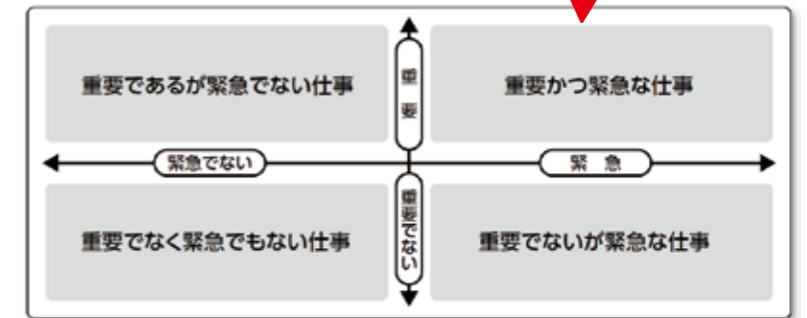 重要であるが緊急でない仕事
重要
重要かつ緊急な仕事
緊急でない
緊急
重要でなく緊急でもない仕事
重要でない
重要でないが緊急な仕事